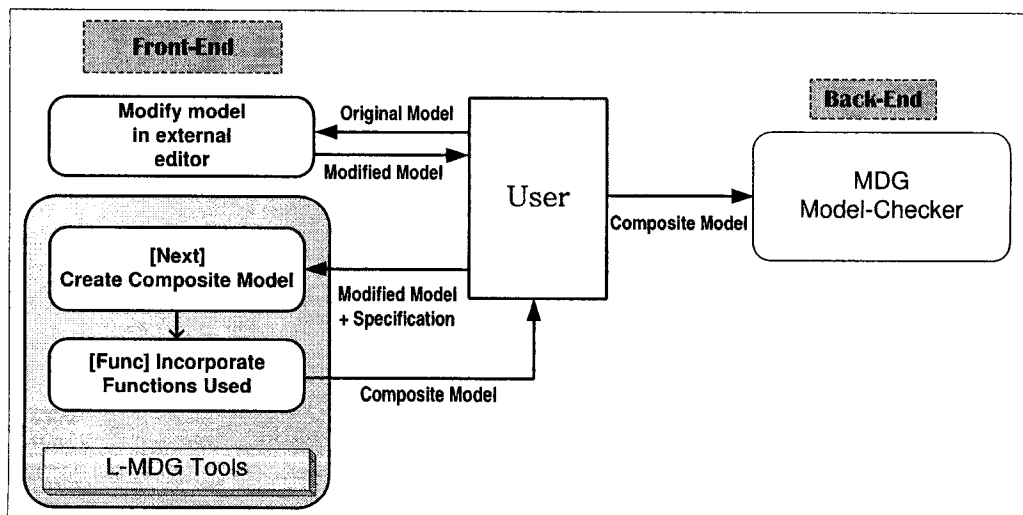 Front-End
Back-End
Modify model
in external
editor
Original Model
Modified Model
User
MDG
Model-Checker
Composite Model
[Next]
Create Composite Model
Modified Model
+ Specification
[Func] Incorporate
Functions Used
Composite Model
L-MDG Tools